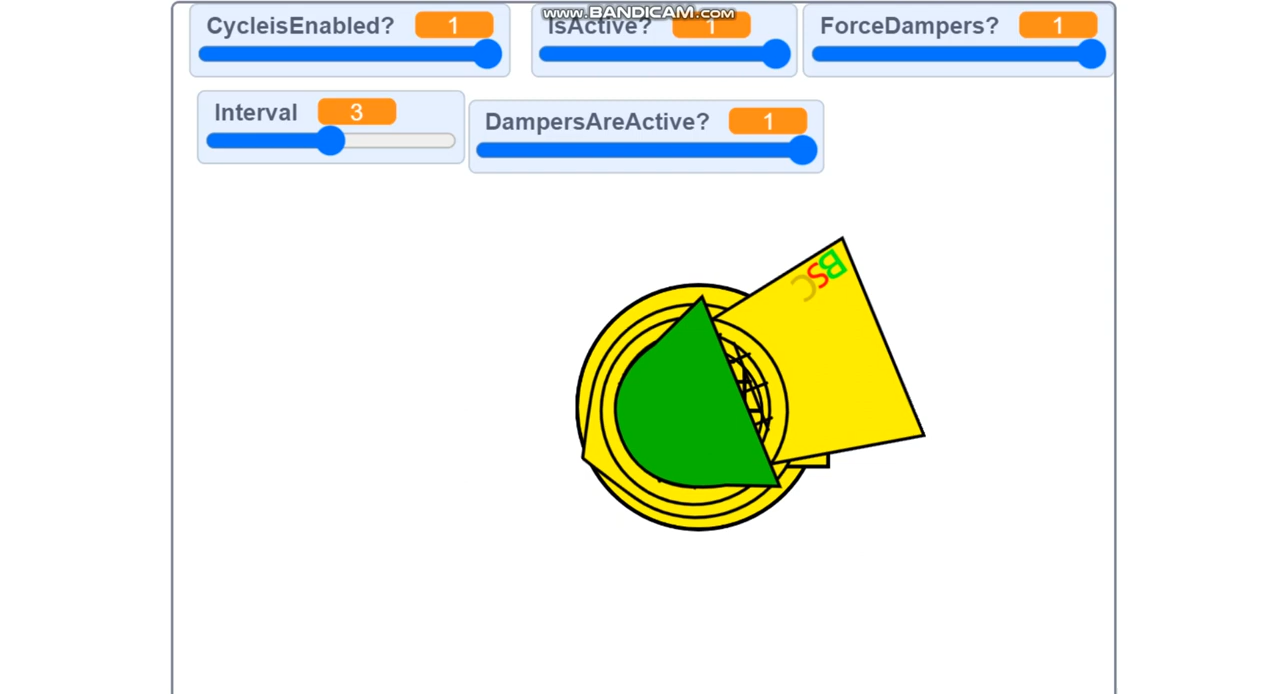 www.BANDICAM.com
CycleisEnabled? 1
IsActive? 1
ForceDampers? 1
Interval 3
DampersAreActive? 1
BSC